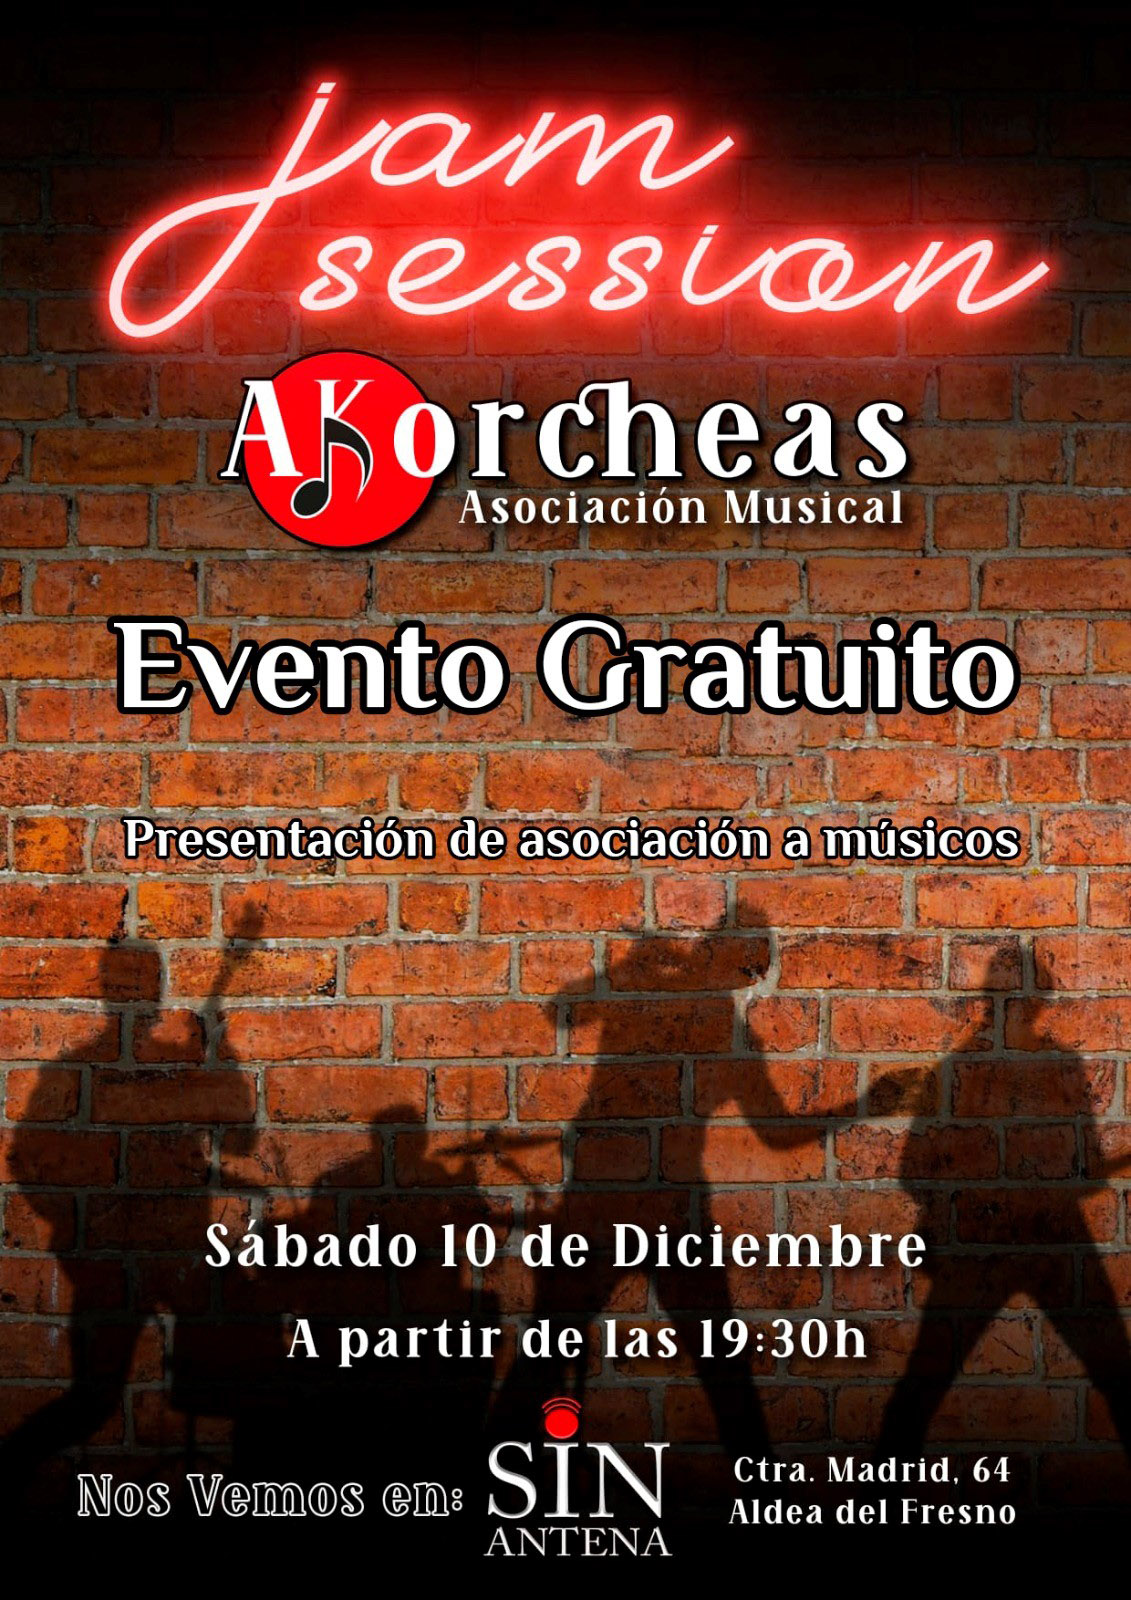 jam
session
AKorcheas
Asociación Musical
Evento Gratuito
Presentación de asociación a músicos
Sábado 10 de Diciembre
A partir de las 19:30h
Nos Vemos en:
SIN
ANTENA
Ctra. Madrid, 64
Aldea del Fresno